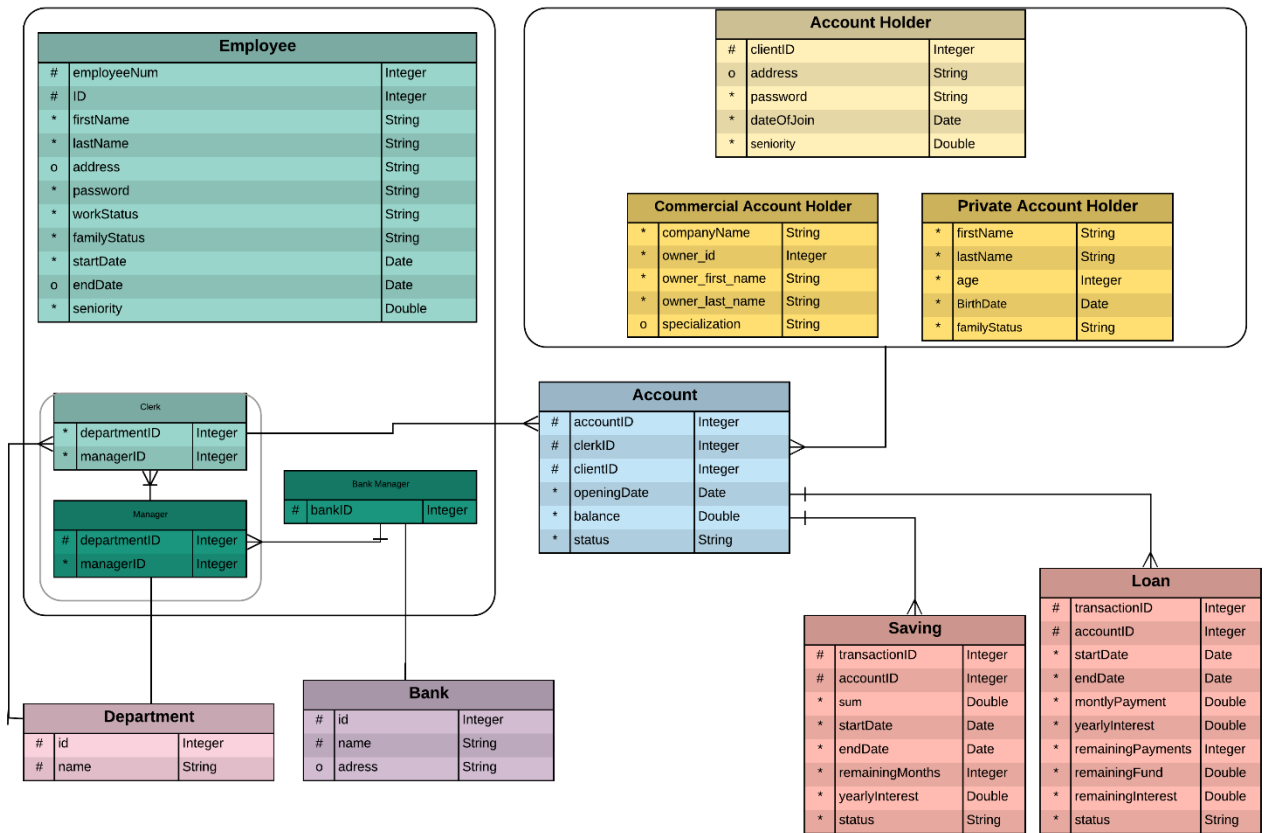 Employee
# employeeNum Integer
# ID Integer
* firstName String
* lastName String
o address String
* password String
* workStatus String
* familyStatus String
* startDate Date
o endDate Date
* seniority Double
Account Holder
# clientID Integer
o address String
* password String
* dateOfJoin Date
* seniority Double
Commercial Account Holder
* companyName String
* owner_id Integer
* owner_first_name String
* owner_last_name String
o specialization String
Private Account Holder
* firstName String
* lastName String
* age Integer
* BirthDate Date
* familyStatus String
Clerk
* departmentID Integer
* managerID Integer
Manager
# departmentID Integer
* managerID Integer
Bank Manager
# bankID Integer
Account
# accountID Integer
# clerkID Integer
# clientID Integer
* openingDate Date
* balance Double
* status String
Department
# id Integer
# name String
Bank
# id Integer
# name String
o adress String
Saving
# transactionID Integer
# accountID Integer
* sum Double
* startDate Date
* endDate Date
* remainingMonths Integer
* yearlyInterest Double
* status String
Loan
# transactionID Integer
# accountID Integer
* startDate Date
* endDate Date
* montlyPayment Double
* yearlyInterest Double
* remainingPayments Integer
* remainingFund Double
* remainingInterest Double
* status String